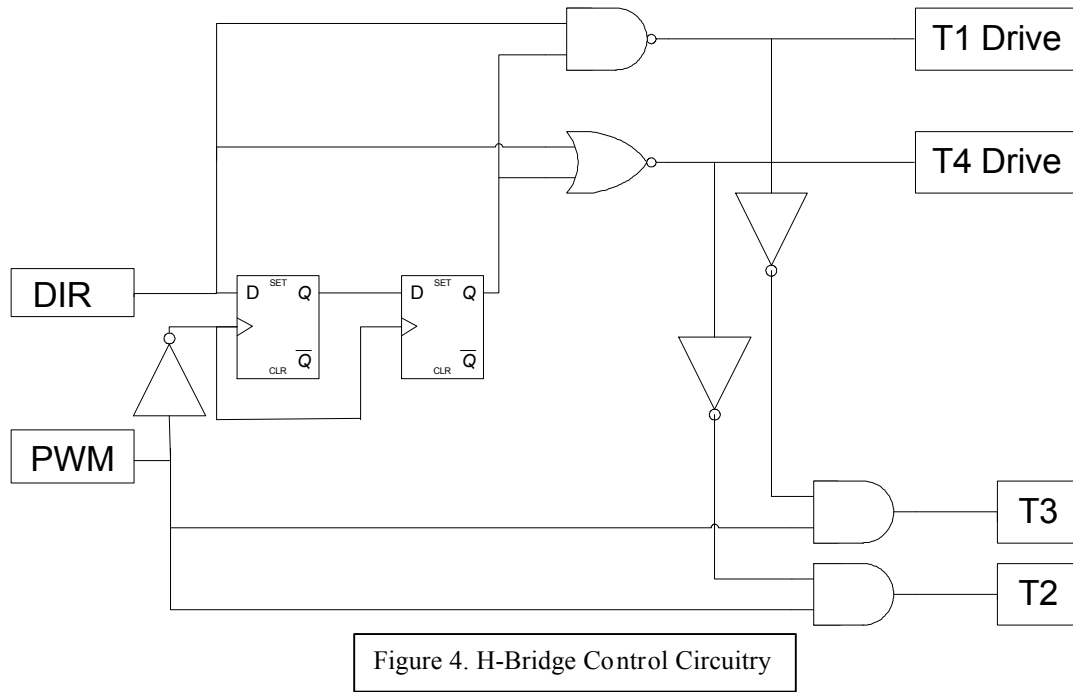 T1 Drive
T4 Drive
DIR
D
SET
Q
Q
CLR
D
SET
Q
Q
CLR
PWM
T3
T2
Figure 4. H-Bridge Control Circuitry